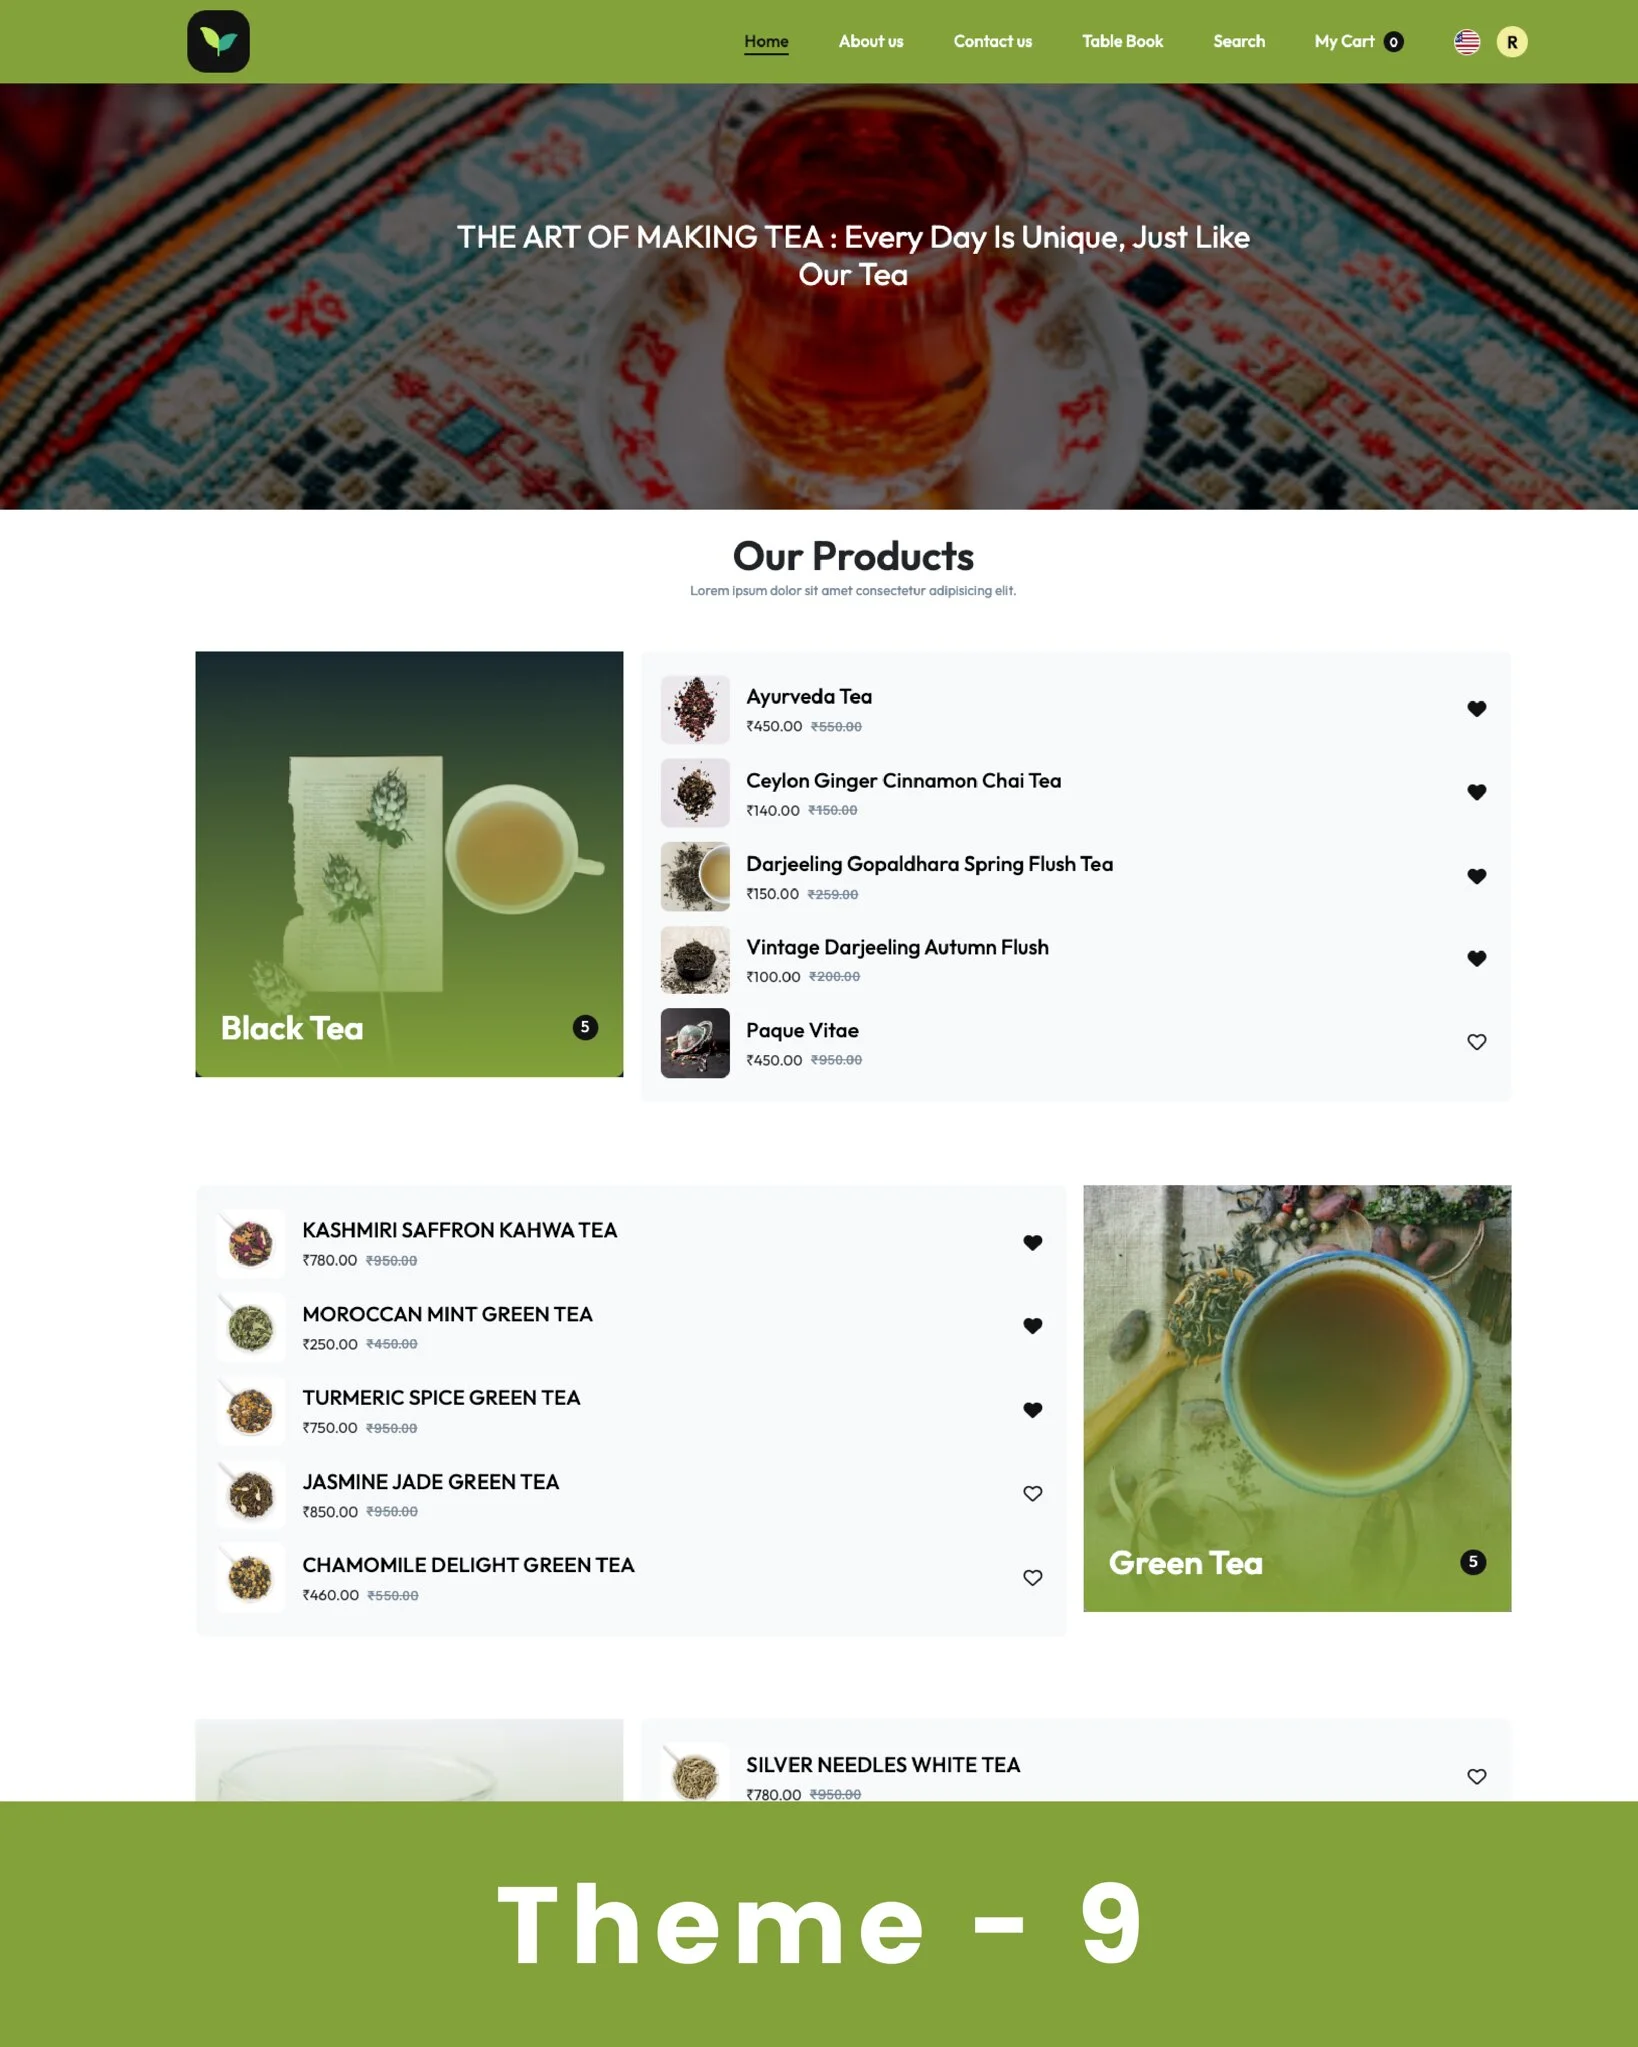 Home
About us
Contact us
Table Book
Search
My Cart 0
R
THE ART OF MAKING TEA : Every Day Is Unique, Just Like
Our Tea
Our Products
Lorem ipsum dolor sit amet consectetur adipisicing elit.
Black Tea
5
Ayurveda Tea
₹450.00 ₹550.00
Ceylon Ginger Cinnamon Chai Tea
₹140.00 ₹150.00
Darjeeling Gopaldhara Spring Flush Tea
₹150.00 ₹259.00
Vintage Darjeeling Autumn Flush
₹100.00 ₹200.00
Paque Vitae
₹450.00 ₹950.00
KASHMIRI SAFFRON KAHWA TEA
₹780.00 ₹950.00
MOROCCAN MINT GREEN TEA
₹250.00 ₹450.00
TURMERIC SPICE GREEN TEA
₹750.00 ₹950.00
JASMINE JADE GREEN TEA
₹850.00 ₹950.00
CHAMOMILE DELIGHT GREEN TEA
₹460.00 ₹550.00
Green Tea
5
SILVER NEEDLES WHITE TEA
₹780.00 ₹950.00
Theme - 9